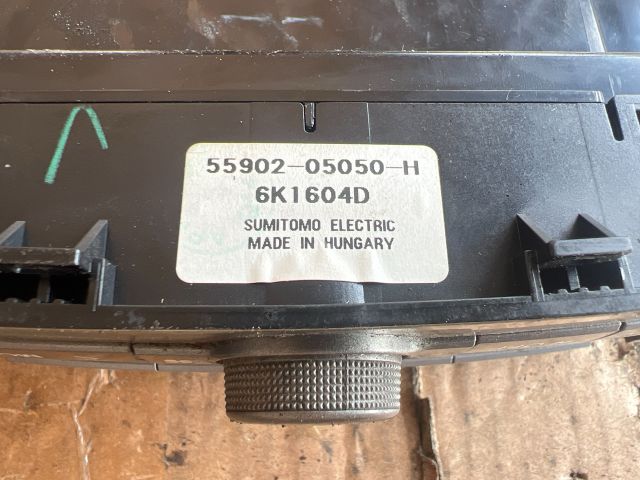 55902-05050-H
6K1604D
SUMITOMO ELECTRIC
MADE IN HUNGARY